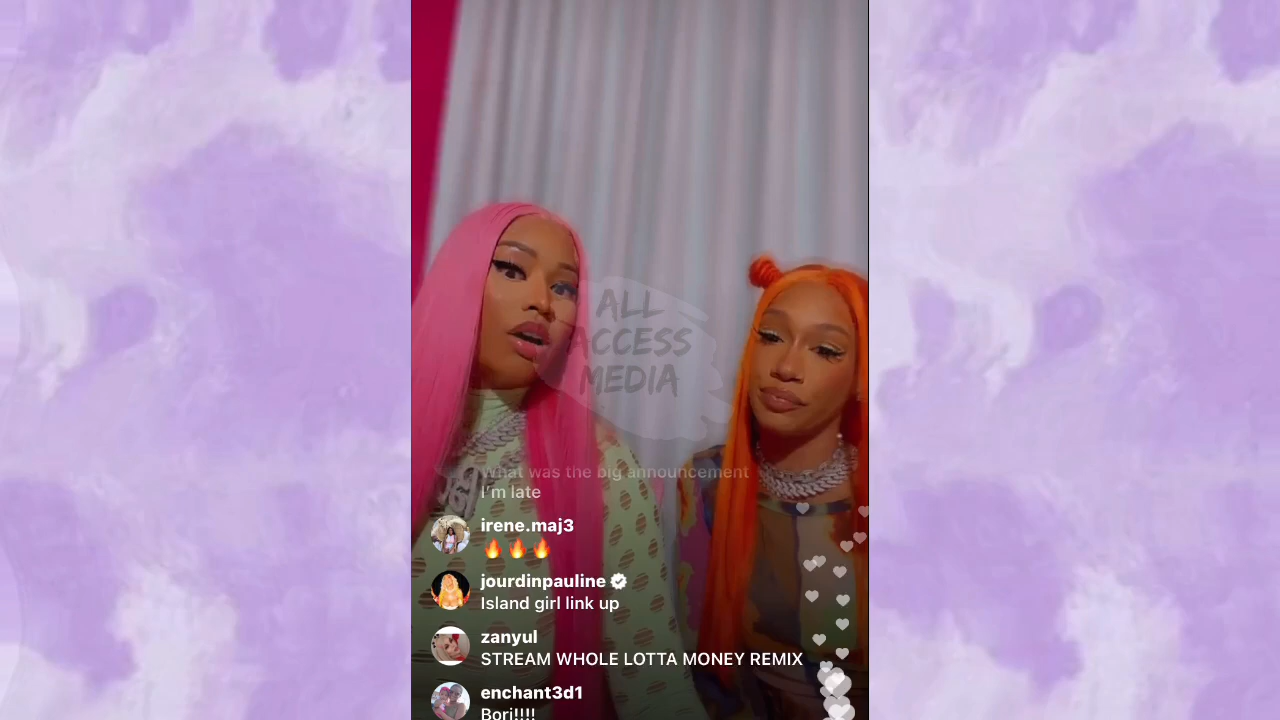 ALL
ACCESS
MEDIA
What was the big announcement
I'm late
irene.maj3
🔥🔥🔥
jourdinpauline
Island girl link up
zanyul
STREAM WHOLE LOTTA MONEY REMIX
enchant3d1
Bori!!!!